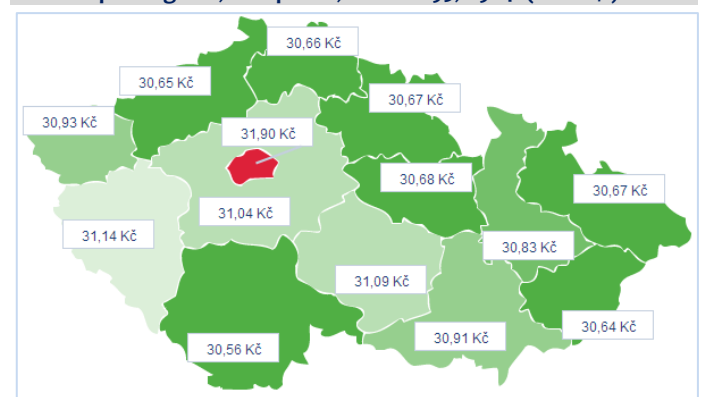 30,66 Kč
30,65 Kč
30,67 Kč
30,93 Kč
31,90 Kč
30,68 Kč
30,67 Kč
31,04 Kč
31,14 Kč
30,83 Kč
31,09 Kč
30,64 Kč
30,91 Kč
30,56 Kč